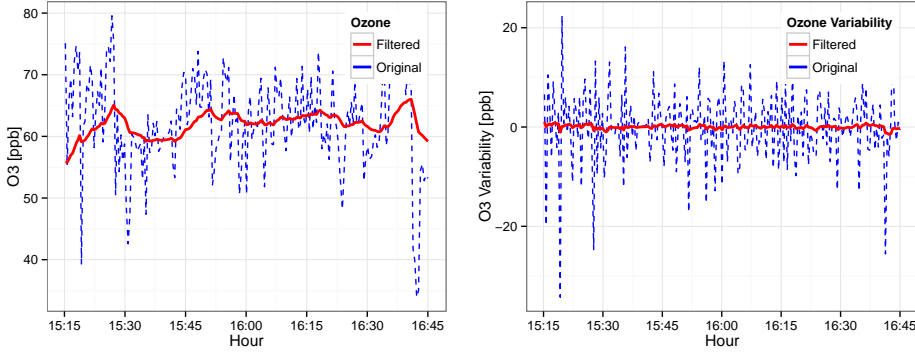 80
70
60
50
40
O3 [ppb]
Ozone
Filtered
Original
15:15 15:30 15:45 16:00 16:15 16:30 16:45
Hour
20
0
−20
O3 Variability [ppb]
Ozone Variability
Filtered
Original
15:15 15:30 15:45 16:00 16:15 16:30 16:45
Hour